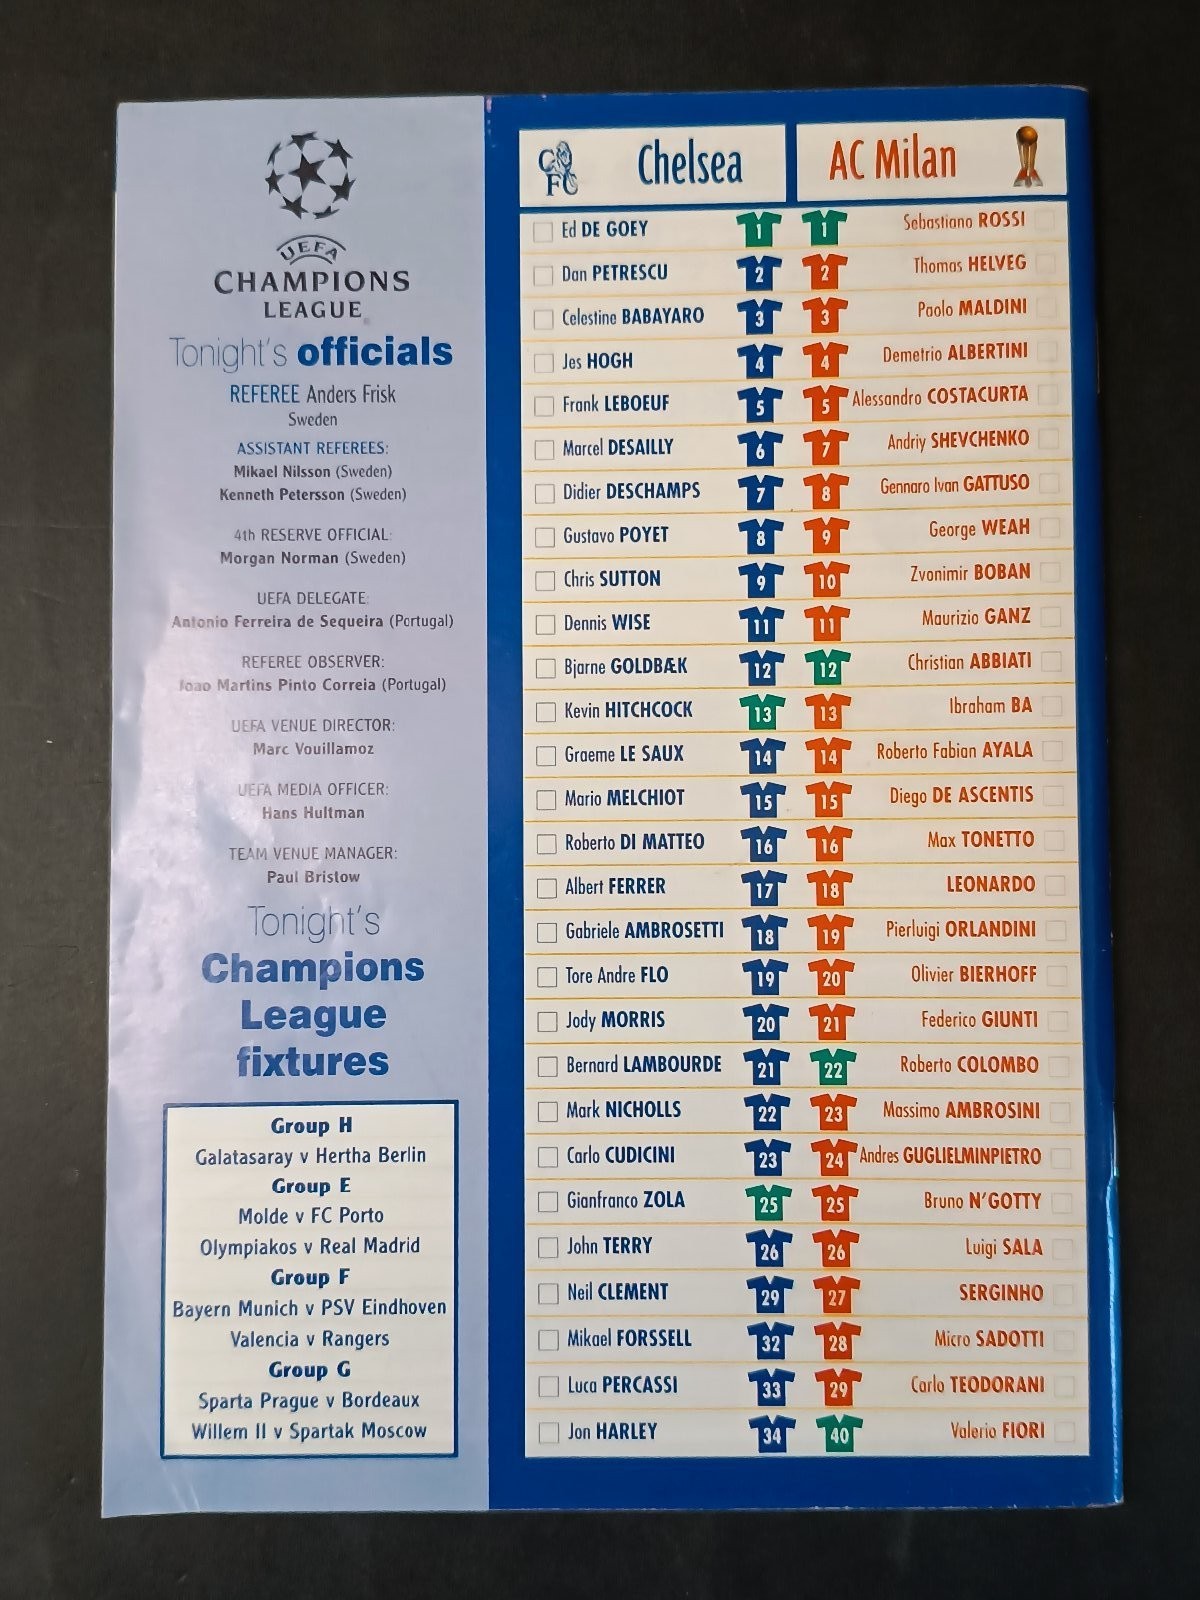 UEFA
CHAMPIONS
LEAGUE®
Tonight's officials
REFEREE Anders Frisk
Sweden
ASSISTANT REFEREES:
Mikael Nilsson (Sweden)
Kenneth Petersson (Sweden)
4th RESERVE OFFICIAL:
Morgan Norman (Sweden)
UEFA DELEGATE:
Antonio Ferreira de Sequeira (Portugal)
REFEREE OBSERVER:
Joao Martins Pinto Correia (Portugal)
UEFA VENUE DIRECTOR:
Marc Vouillamoz
UEFA MEDIA OFFICER:
Hans Hultman
TEAM VENUE MANAGER:
Paul Bristow
Tonight's
Champions
League
fixtures
Group H
Galatasaray v Hertha Berlin
Group E
Molde v FC Porto
Olympiakos v Real Madrid
Group F
Bayern Munich v PSV Eindhoven
Valencia v Rangers
Group G
Sparta Prague v Bordeaux
Willem II v Spartak Moscow
CFC Chelsea AC Milan
Ed DE GOEY 1 1 Sebastiano ROSSI
Dan PETRESCU 2 2 Thomas HELVEG
Celestine BABAYARO 3 3 Paolo MALDINI
Jes HOGH 4 4 Demetrio ALBERTINI
Frank LEBOEUF 5 5 Alessandro COSTACURTA
Marcel DESAILLY 6 7 Andriy SHEVCHENKO
Didier DESCHAMPS 7 8 Gennaro Ivan GATTUSO
Gustavo POYET 8 9 George WEAH
Chris SUTTON 9 10 Zvonimir BOBAN
Dennis WISE 11 11 Maurizio GANZ
Bjarne GOLDBÆK 12 12 Christian ABBIATI
Kevin HITCHCOCK 13 13 Ibraham BA
Graeme LE SAUX 14 14 Roberto Fabian AYALA
Mario MELCHIOT 15 15 Diego DE ASCENTIS
Roberto DI MATTEO 16 16 Max TONETTO
Albert FERRER 17 18 LEONARDO
Gabriele AMBROSETTI 18 19 Pierluigi ORLANDINI
Tore Andre FLO 19 20 Olivier BIERHOFF
Jody MORRIS 20 21 Federico GIUNTI
Bernard LAMBOURDE 21 22 Roberto COLOMBO
Mark NICHOLLS 22 23 Massimo AMBROSINI
Carlo CUDICINI 23 24 Andres GUGLIELMINPIETRO
Gianfranco ZOLA 25 25 Bruno N'GOTTY
John TERRY 26 26 Luigi SALA
Neil CLEMENT 29 27 SERGINHO
Mikael FORSSELL 32 28 Micro SADOTTI
Luca PERCASSI 33 29 Carlo TEODORANI
Jon HARLEY 34 40 Valerio FIORI